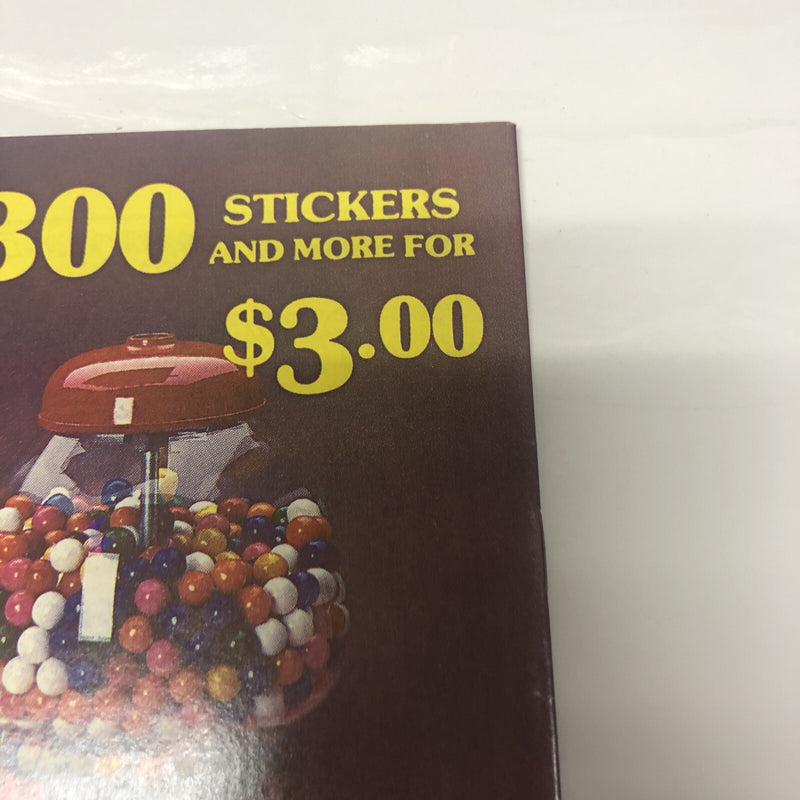 300
STICKERS
AND MORE FOR
$3.00